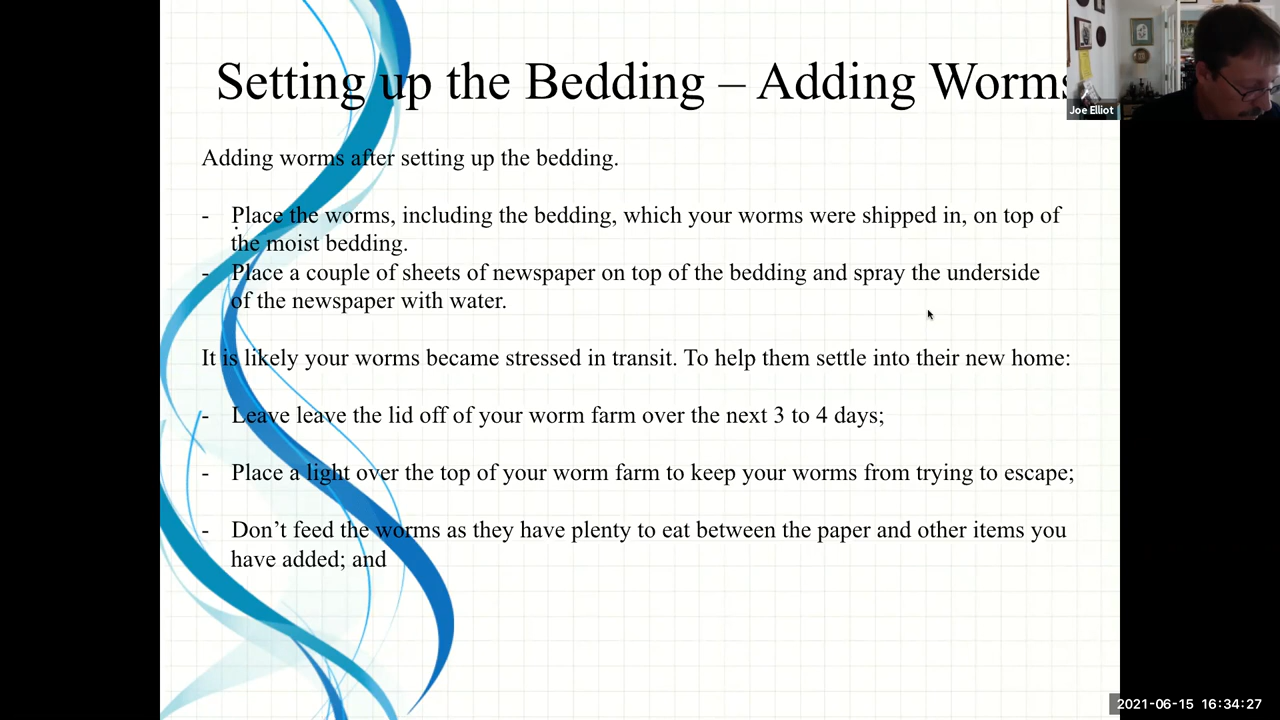 Setting up the Bedding – Adding Worms
Joe Elliot
Adding worms after setting up the bedding.
- Place the worms, including the bedding, which your worms were shipped in, on top of
the moist bedding.
- Place a couple of sheets of newspaper on top of the bedding and spray the underside
of the newspaper with water.
It is likely your worms became stressed in transit. To help them settle into their new home:
- Leave leave the lid off of your worm farm over the next 3 to 4 days;
- Place a light over the top of your worm farm to keep your worms from trying to escape;
- Don’t feed the worms as they have plenty to eat between the paper and other items you
have added; and
2021-06-15 16:34:27